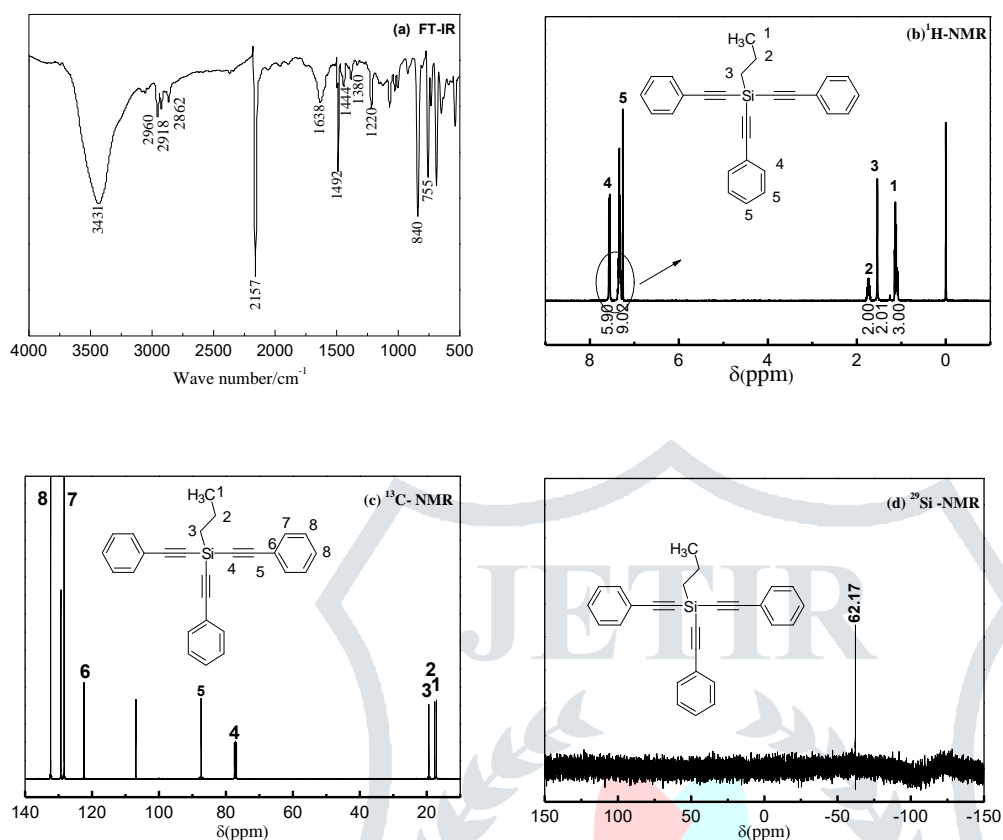 (a) FT-IR
2960
2918
2862
3431
2157
1638
1492
1444
1380
1220
840
755
4000 3500 3000 2500 2000 1500 1000 500
Wave number/cm⁻¹
(b) ¹H-NMR
H₃C 1
2
3
Si
4
5
5
4
5
3
1
2
5.90
9.02
2.00
2.01
3.00
8 6 4 2 0
δ(ppm)
(c) ¹³C- NMR
8
7
H₃C 1
2
3
Si
4
5
6
7
8
8
6
5
4
2
3 1
140 120 100 80 60 40 20
δ(ppm)
(d) ²⁹Si -NMR
H₃C
Si
62.17
150 100 50 0 -50 -100 -150
δ(ppm)
JETIR